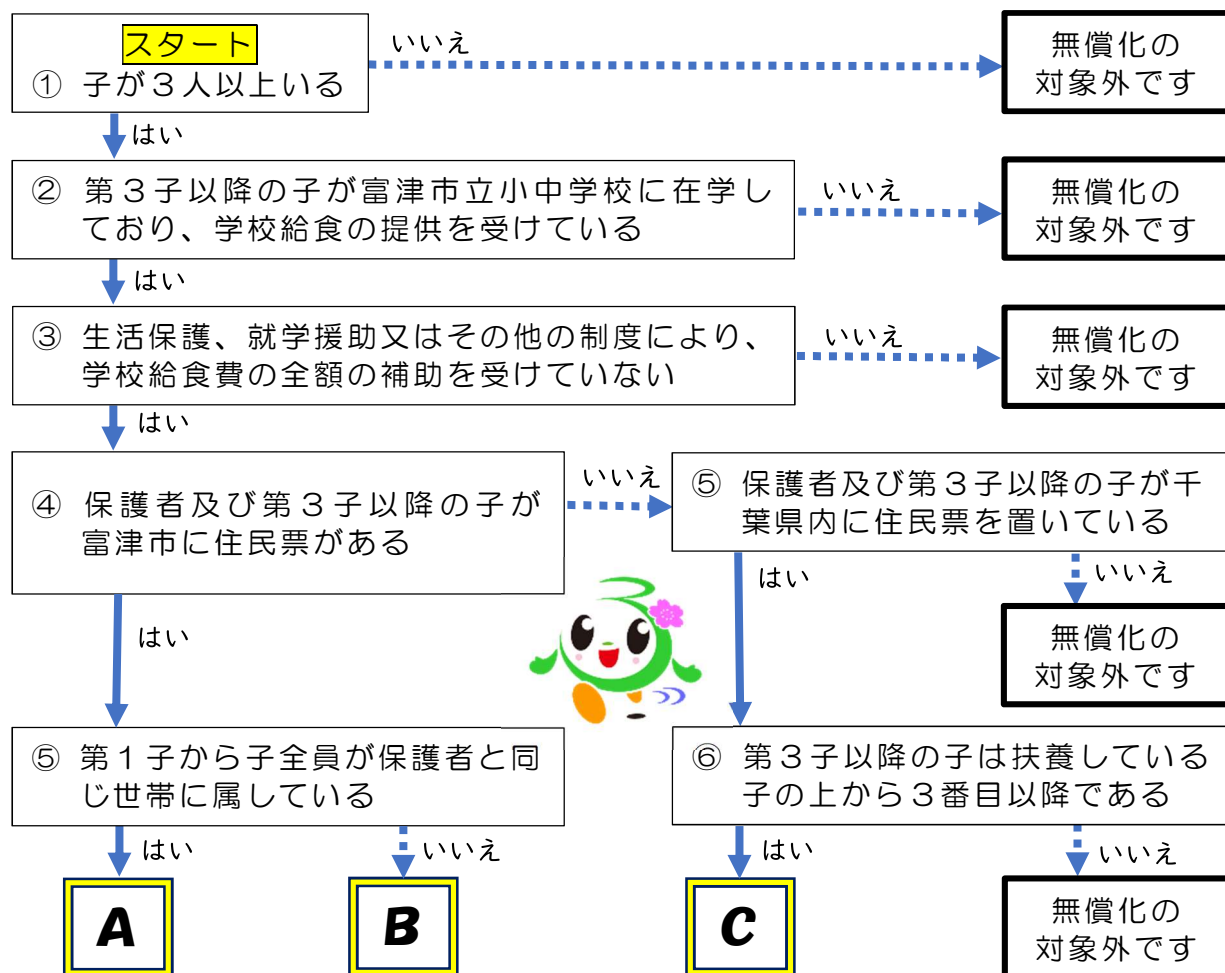 スタート
いいえ
① 子が３人以上いる
無償化の
対象外です
はい
② 第３子以降の子が富津市立小中学校に在学し
ており、学校給食の提供を受けている
いいえ
無償化の
対象外です
はい
③ 生活保護、就学援助又はその他の制度により、
学校給食費の全額の補助を受けていない
いいえ
無償化の
対象外です
はい
④ 保護者及び第３子以降の子が
富津市に住民票がある
いいえ
⑤ 保護者及び第３子以降の子が千
葉県内に住民票を置いている
はい
いいえ
無償化の
対象外です
はい
⑤ 第１子から子全員が保護者と同
じ世帯に属している
⑥ 第３子以降の子は扶養している
子の上から３番目以降である
はい
いいえ
はい
いいえ
A
B
C
無償化の
対象外です